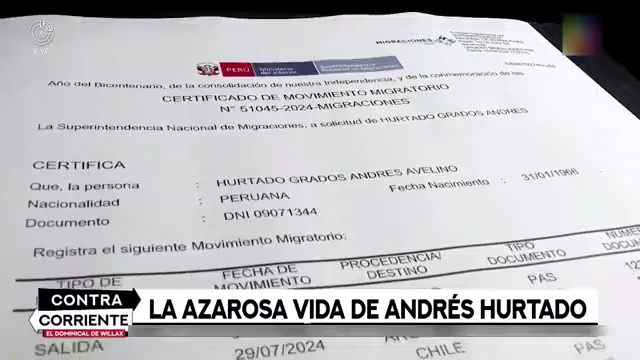 MIGRACIONES
PERÚ
Ministerio del Interior
Superintendencia Nacional de Migraciones
Año del Bicentenario, de la consolidación de nuestra Independencia, y de la conmemoración de las
CERTIFICADO DE MOVIMIENTO MIGRATORIO
N° 51045-2024-MIGRACIONES
La Superintendencia Nacional de Migraciones, a solicitud de HURTADO GRADOS ANDRES
CERTIFICA
Que, la persona : HURTADO GRADOS ANDRES AVELINO
Nacionalidad : PERUANA Fecha Nacimiento : 31/01/1966
Documento : DNI 09071344
Registra el siguiente Movimiento Migratorio:
TIPO DE FECHA DE MOVIMIENTO PROCEDENCIA/ DESTINO TIPO DOCUMENTO
PAS
SALIDA 29/07/2024 CHILE PAS
CONTRA CORRIENTE
EL DOMINICAL DE WILLAX
LA AZAROSA VIDA DE ANDRÉS HURTADO